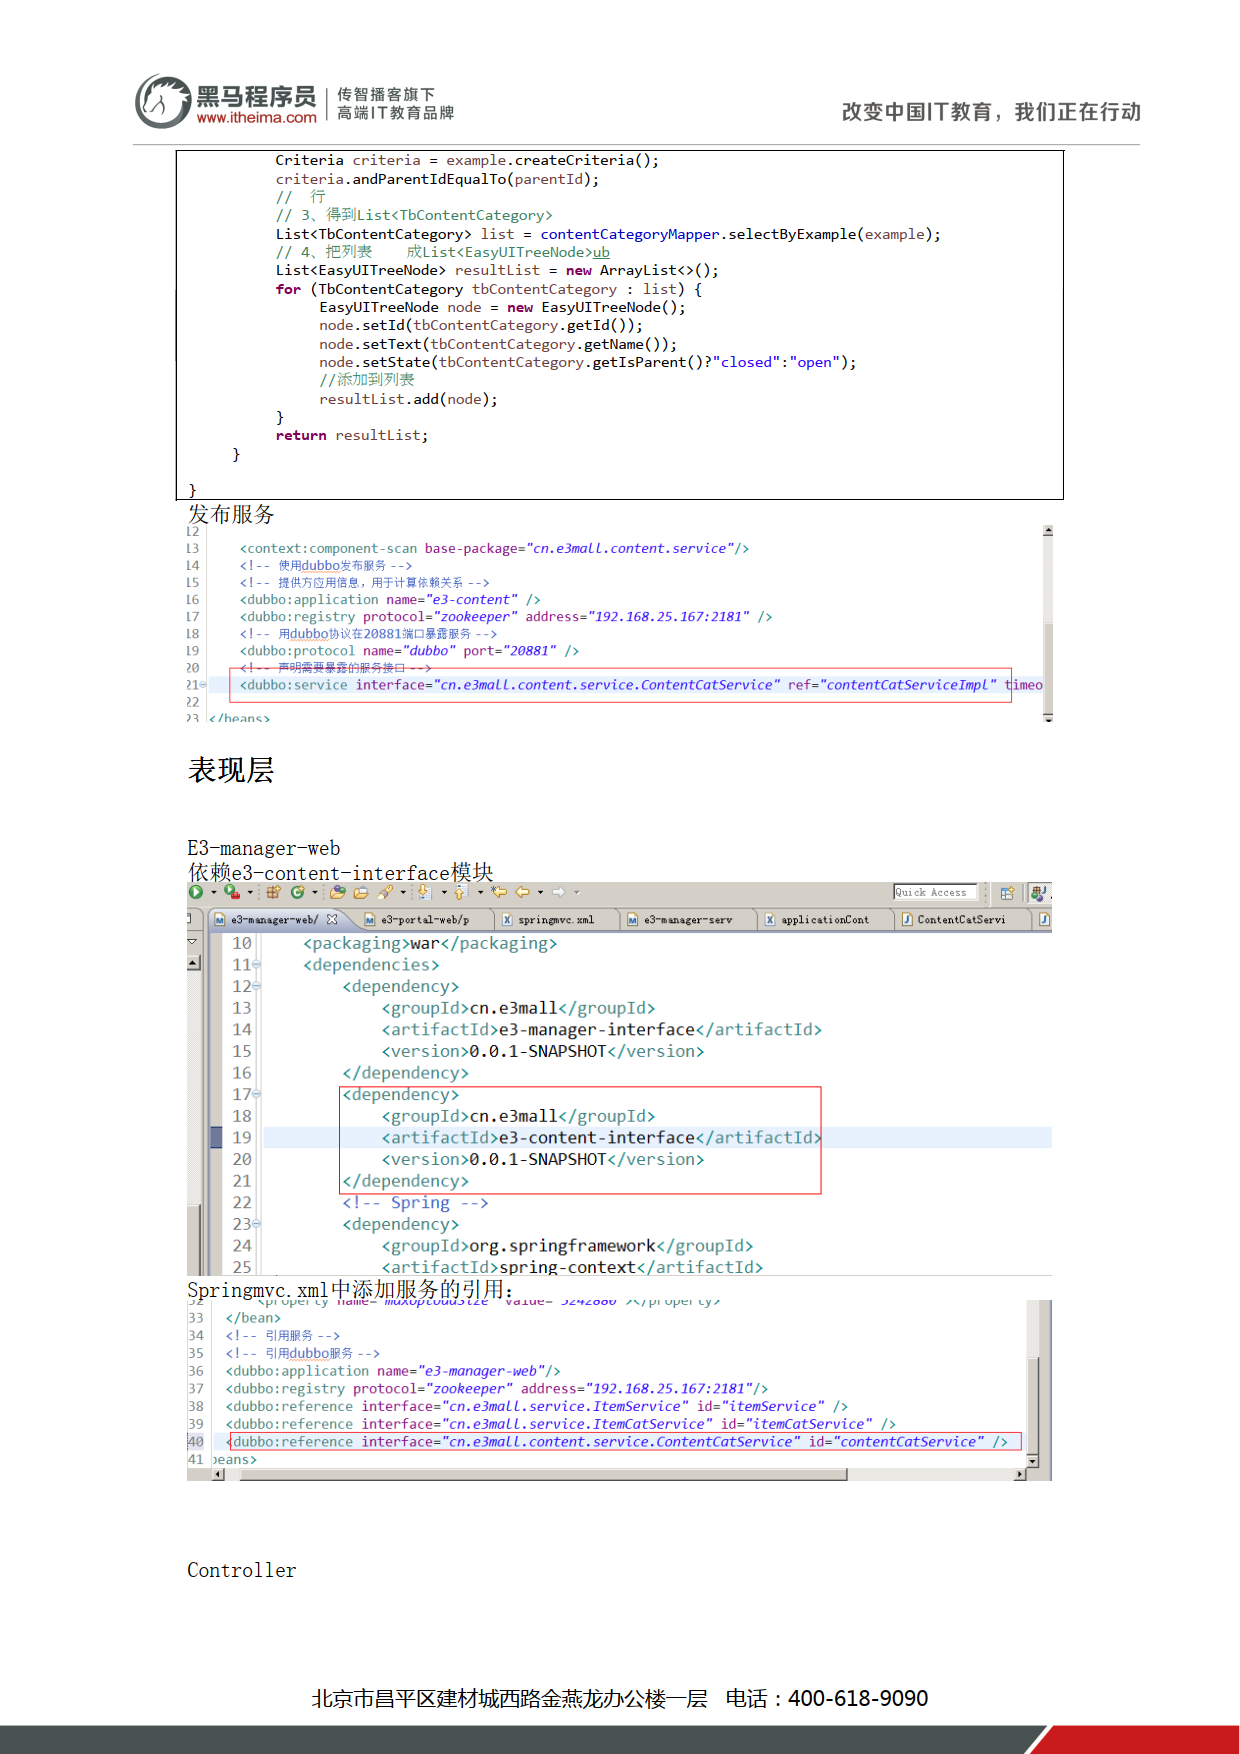 黑马程序员
www.itheima.com
传智播客旗下
高端IT教育品牌
改变中国IT教育，我们正在行动
Criteria criteria = example.createCriteria();
criteria.andParentIdEqualTo(parentId);
// 行
// 3、得到List<TbContentCategory>
List<TbContentCategory> list = contentCategoryMapper.selectByExample(example);
// 4、把列表 成List<EasyUITreeNode>ub
List<EasyUITreeNode> resultList = new ArrayList<>();
for (TbContentCategory tbContentCategory : list) {
EasyUITreeNode node = new EasyUITreeNode();
node.setId(tbContentCategory.getId());
node.setText(tbContentCategory.getName());
node.setState(tbContentCategory.getIsParent()?"closed":"open");
//添加到列表
resultList.add(node);
}
return resultList;
}
}
发布服务
12
13 <context:component-scan base-package="cn.e3mall.content.service"/>
14 <!-- 使用dubbo发布服务 -->
15 <!-- 提供方应用信息，用于计算依赖关系 -->
16 <dubbo:application name="e3-content" />
17 <dubbo:registry protocol="zookeeper" address="192.168.25.167:2181" />
18 <!-- 用dubbo协议在20881端口暴露服务 -->
19 <dubbo:protocol name="dubbo" port="20881" />
20 <!-- 声明需要暴露的服务接口 -->
21 <dubbo:service interface="cn.e3mall.content.service.ContentCatService" ref="contentCatServiceImpl" timeo
22
23 </beans>
表现层
E3-manager-web
依赖e3-content-interface模块
Quick Access
e3-manager-web/ e3-portal-web/p springmvc.xml e3-manager-serv applicationCont ContentCatServi
10 <packaging>war</packaging>
11 <dependencies>
12 <dependency>
13 <groupId>cn.e3mall</groupId>
14 <artifactId>e3-manager-interface</artifactId>
15 <version>0.0.1-SNAPSHOT</version>
16 </dependency>
17 <dependency>
18 <groupId>cn.e3mall</groupId>
19 <artifactId>e3-content-interface</artifactId>
20 <version>0.0.1-SNAPSHOT</version>
21 </dependency>
22 <!-- Spring -->
23 <dependency>
24 <groupId>org.springframework</groupId>
25 <artifactId>spring-context</artifactId>
Springmvc.xml中添加服务的引用：
32 <property name="maxUploadSize" value="5242880"></property>
33 </bean>
34 <!-- 引用服务 -->
35 <!-- 引用dubbo服务 -->
36 <dubbo:application name="e3-manager-web"/>
37 <dubbo:registry protocol="zookeeper" address="192.168.25.167:2181"/>
38 <dubbo:reference interface="cn.e3mall.service.ItemService" id="itemService" />
39 <dubbo:reference interface="cn.e3mall.service.ItemCatService" id="itemCatService" />
40 <dubbo:reference interface="cn.e3mall.content.service.ContentCatService" id="contentCatService" />
41 beans>
Controller
北京市昌平区建材城西路金燕龙办公楼一层 电话：400-618-9090